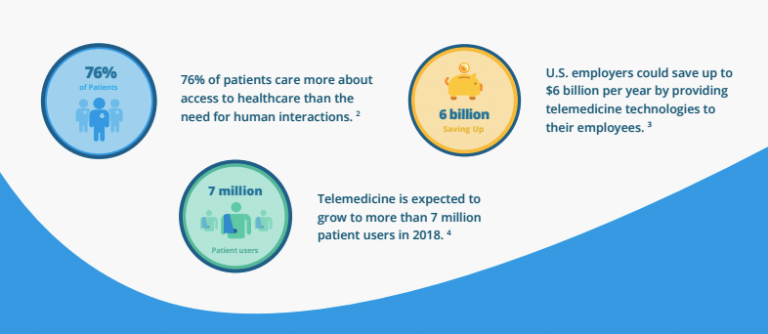 76%
of Patients
76% of patients care more about
access to healthcare than the
need for human interactions. 2
6 billion
Saving Up
U.S. employers could save up to
$6 billion per year by providing
telemedicine technologies to
their employees. 3
7 million
Patient users
Telemedicine is expected to
grow to more than 7 million
patient users in 2018. 4